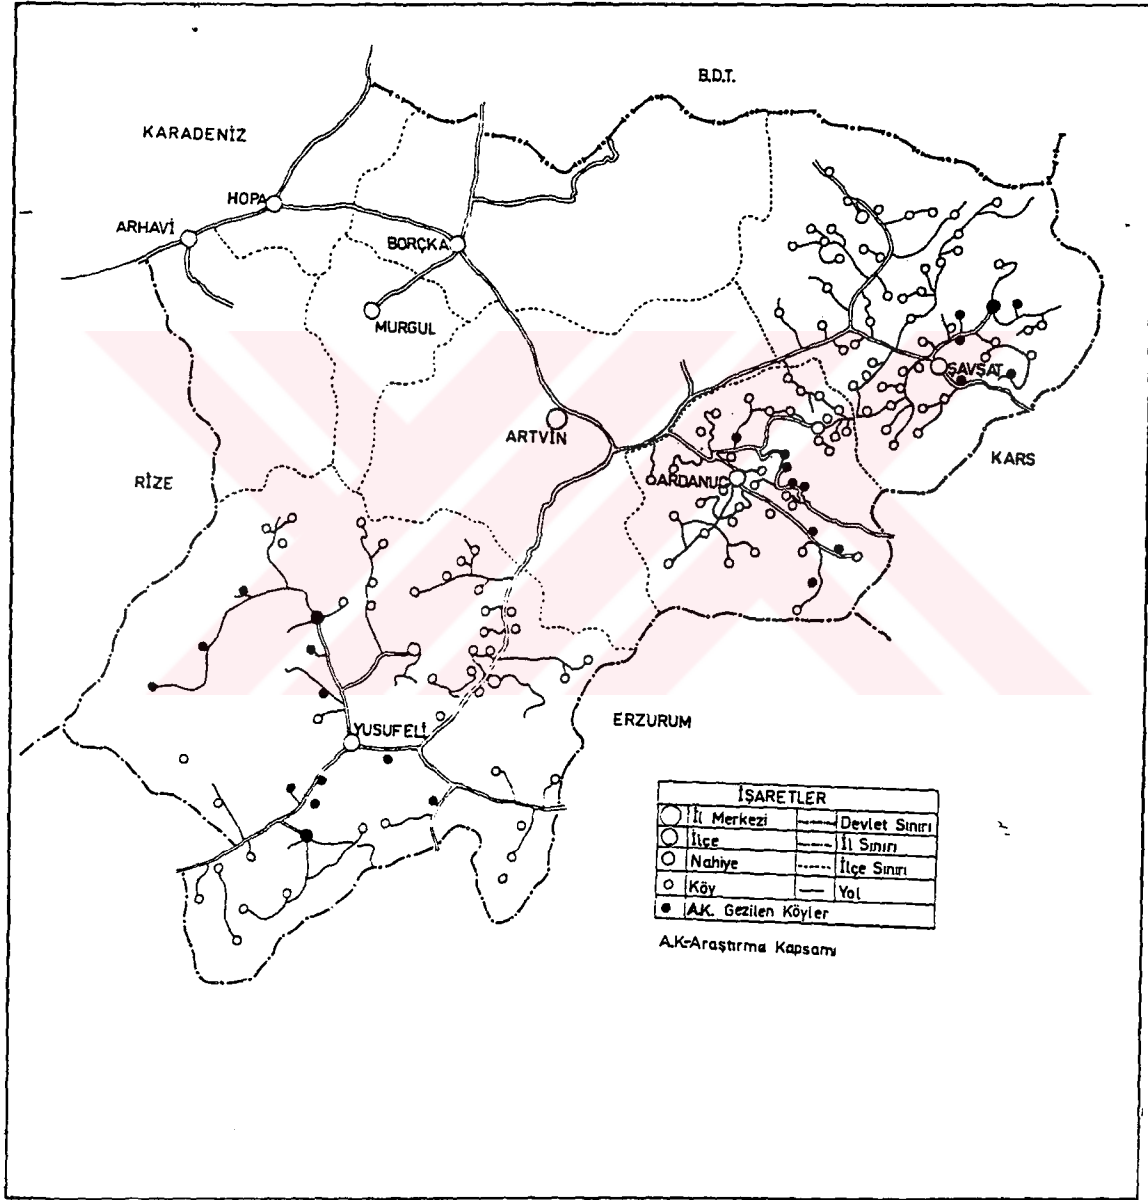 B.D.T.
KARADENİZ
HOPA
ARHAVİ
BORÇKA
MURGUL
ŞAVŞAT
ARTVİN
KARS
RİZE
ARDANUÇ
ERZURUM
YUSUFELİ
İŞARETLER
İl Merkezi Devlet Sınırı
İlçe İl Sınırı
Nahiye İlçe Sınırı
Köy Yol
A.K. Gezilen Köyler
A.K-Araştırma Kapsamı